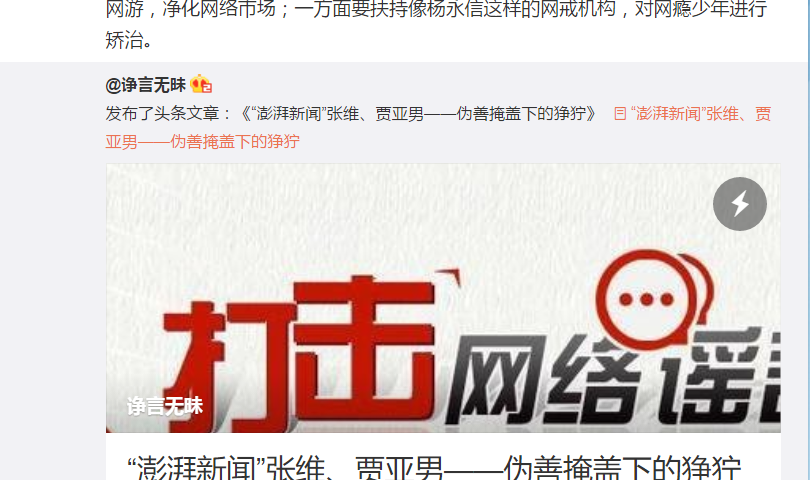 网游，净化网络市场；一方面要扶持像杨永信这样的网戒机构，对网瘾少年进行
矫治。
@诤言无昧
发布了头条文章：《“澎湃新闻”张维、贾亚男——伪善掩盖下的狰狞》 “澎湃新闻”张维、贾
亚男——伪善掩盖下的狰狞
打击网络谣
诤言无昧
“澎湃新闻”张维、贾亚男——伪善掩盖下的狰狞